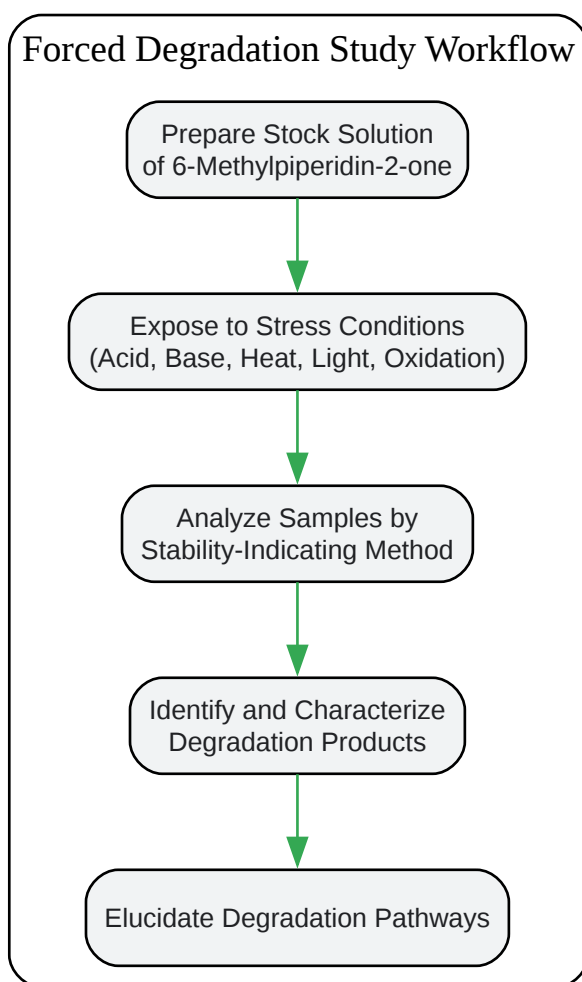 Forced Degradation Study Workflow
Prepare Stock Solution
of 6-Methylpiperidin-2-one
Expose to Stress Conditions
(Acid, Base, Heat, Light, Oxidation)
Analyze Samples by
Stability-Indicating Method
Identify and Characterize
Degradation Products
Elucidate Degradation Pathways